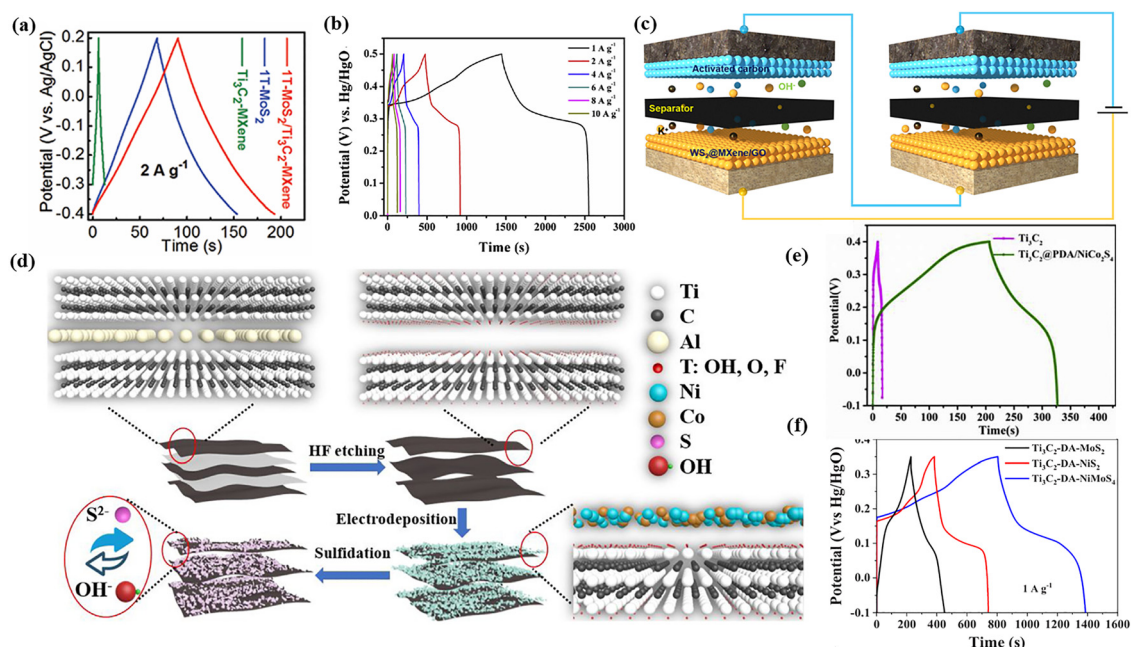 (a)
Potential (V vs. Ag/AgCl)
0.2
0.1
0.0
-0.1
-0.2
-0.3
-0.4
Ti₃C₂-MXene
1T-MoS₂
1T-MoS₂/Ti₃C₂-MXene
2 A g⁻¹
0 50 100 150 200
Time (s)
(b)
Potential (V) vs. Hg/HgO
0.5
0.4
0.3
0.2
0.1
0.0
1 A g⁻¹
2 A g⁻¹
4 A g⁻¹
6 A g⁻¹
8 A g⁻¹
10 A g⁻¹
0 500 1000 1500 2000 2500 3000
Time (s)
(c)
Activated carbon
OH⁻
Separator
K⁺
WS₂@MXene/GO
(d)
Ti
C
Al
T: OH, O, F
Ni
Co
S
OH
HF etching
Electrodeposition
Sulfidation
S²⁻
OH⁻
(e)
Potential(V)
0.4
0.3
0.2
0.1
0.0
-0.1
Ti₃C₂
Ti₃C₂@PDA/NiCo₂S₄
0 50 100 150 200 250 300 350 400
Time(s)
(f)
Potential (V vs Hg/HgO)
0.4
0.3
0.2
0.1
0.0
-0.1
Ti₃C₂-DA-MoS₂
Ti₃C₂-DA-NiS₂
Ti₃C₂-DA-NiMoS₄
1 A g⁻¹
0 200 400 600 800 1000 1200 1400 1600
Time (s)